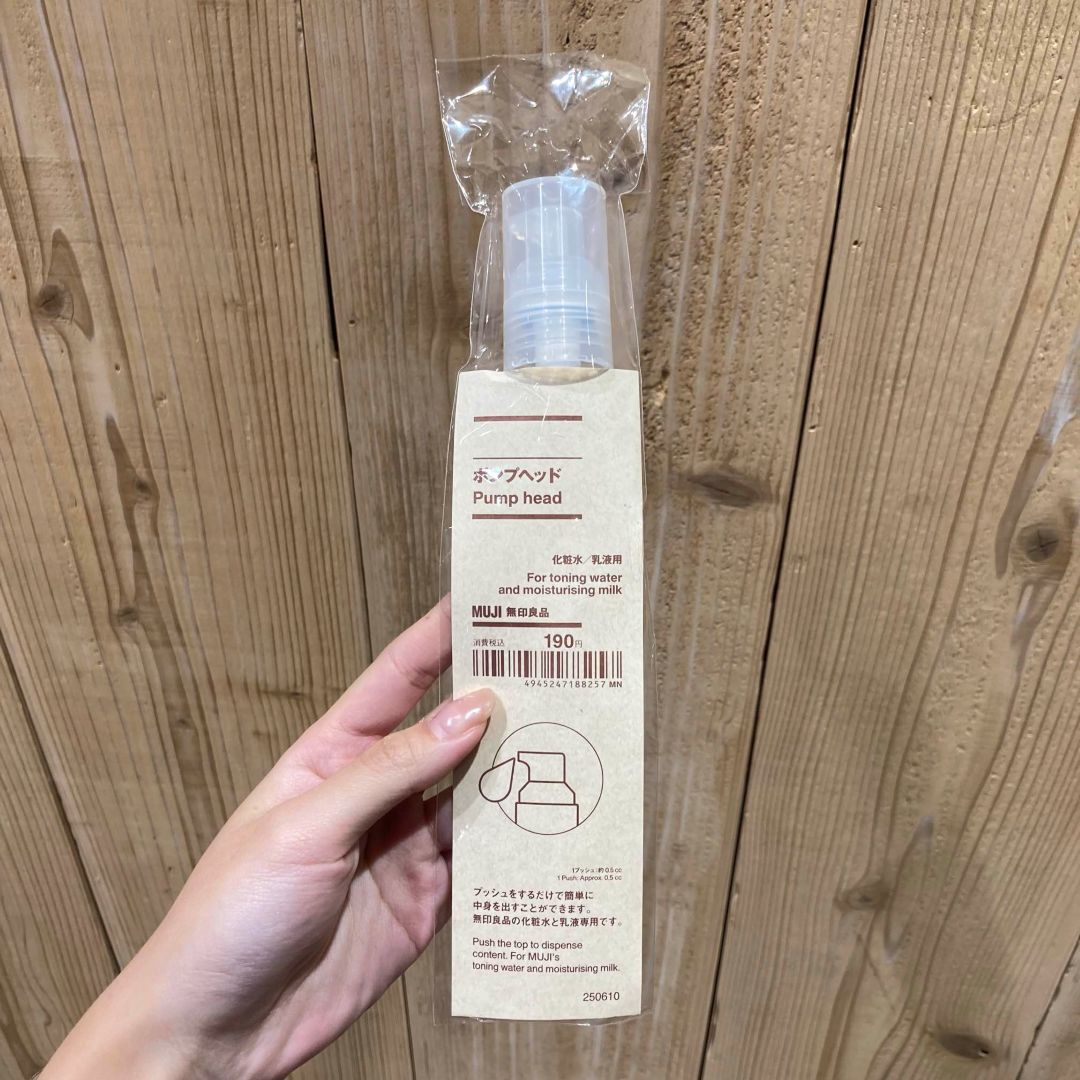 ポンプヘッド
Pump head
化粧水／乳液用
For toning water
and moisturising milk
MUJI 無印良品
消費税込 190円
4945247188257 MN
1プッシュ：約 0.5 cc
1 Push: Approx. 0.5 cc
プッシュをするだけで簡単に
中身を出すことができます。
無印良品の化粧水と乳液専用です。
Push the top to dispense
content. For MUJI's
toning water and moisturising milk.
250610